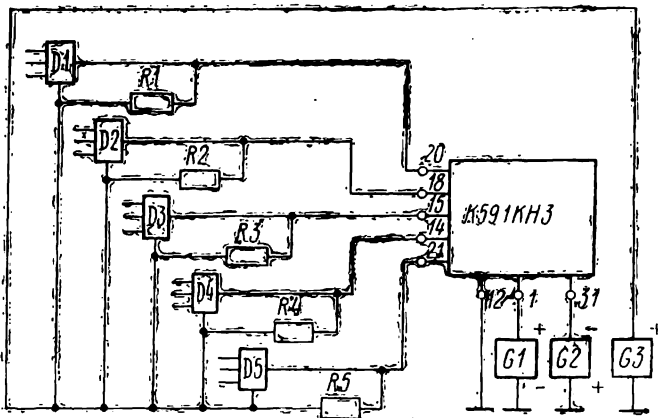 D1
R1
D2
R2
20
18
15
14
21
К591КН3
D3
R3
D4
R4
12
1
31
D5
R5
+
-
+
G1
-
G2
+
G3